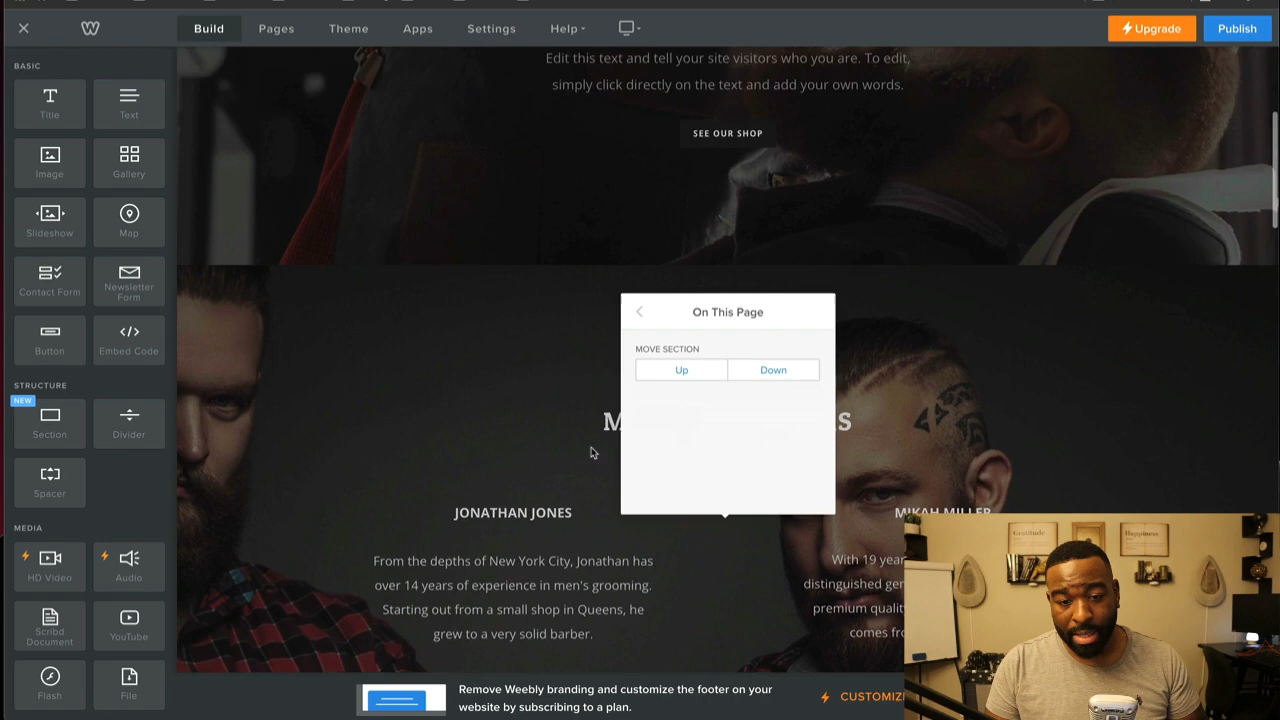 Build
Pages
Theme
Apps
Settings
Help
Upgrade
Publish
BASIC
Title
Text
Image
Gallery
Slideshow
Map
Contact Form
Newsletter
Form
Button
Embed Code
STRUCTURE
NEW
Section
Divider
Spacer
MEDIA
HD Video
Audio
Scribd
Document
YouTube
Flash
File
Edit this text and tell your site visitors who you are. To edit,
simply click directly on the text and add your own words.
SEE OUR SHOP
On This Page
MOVE SECTION
Up
Down
M
S
JONATHAN JONES
From the depths of New York City, Jonathan has
over 14 years of experience in men's grooming.
Starting out from a small shop in Queens, he
grew to a very solid barber.
MIKAH MILLER
With 19 year
distinguished gen
premium qualit
comes fro
Remove Weebly branding and customize the footer on your
website by subscribing to a plan.
CUSTOMIZ
Gratitude
Happiness